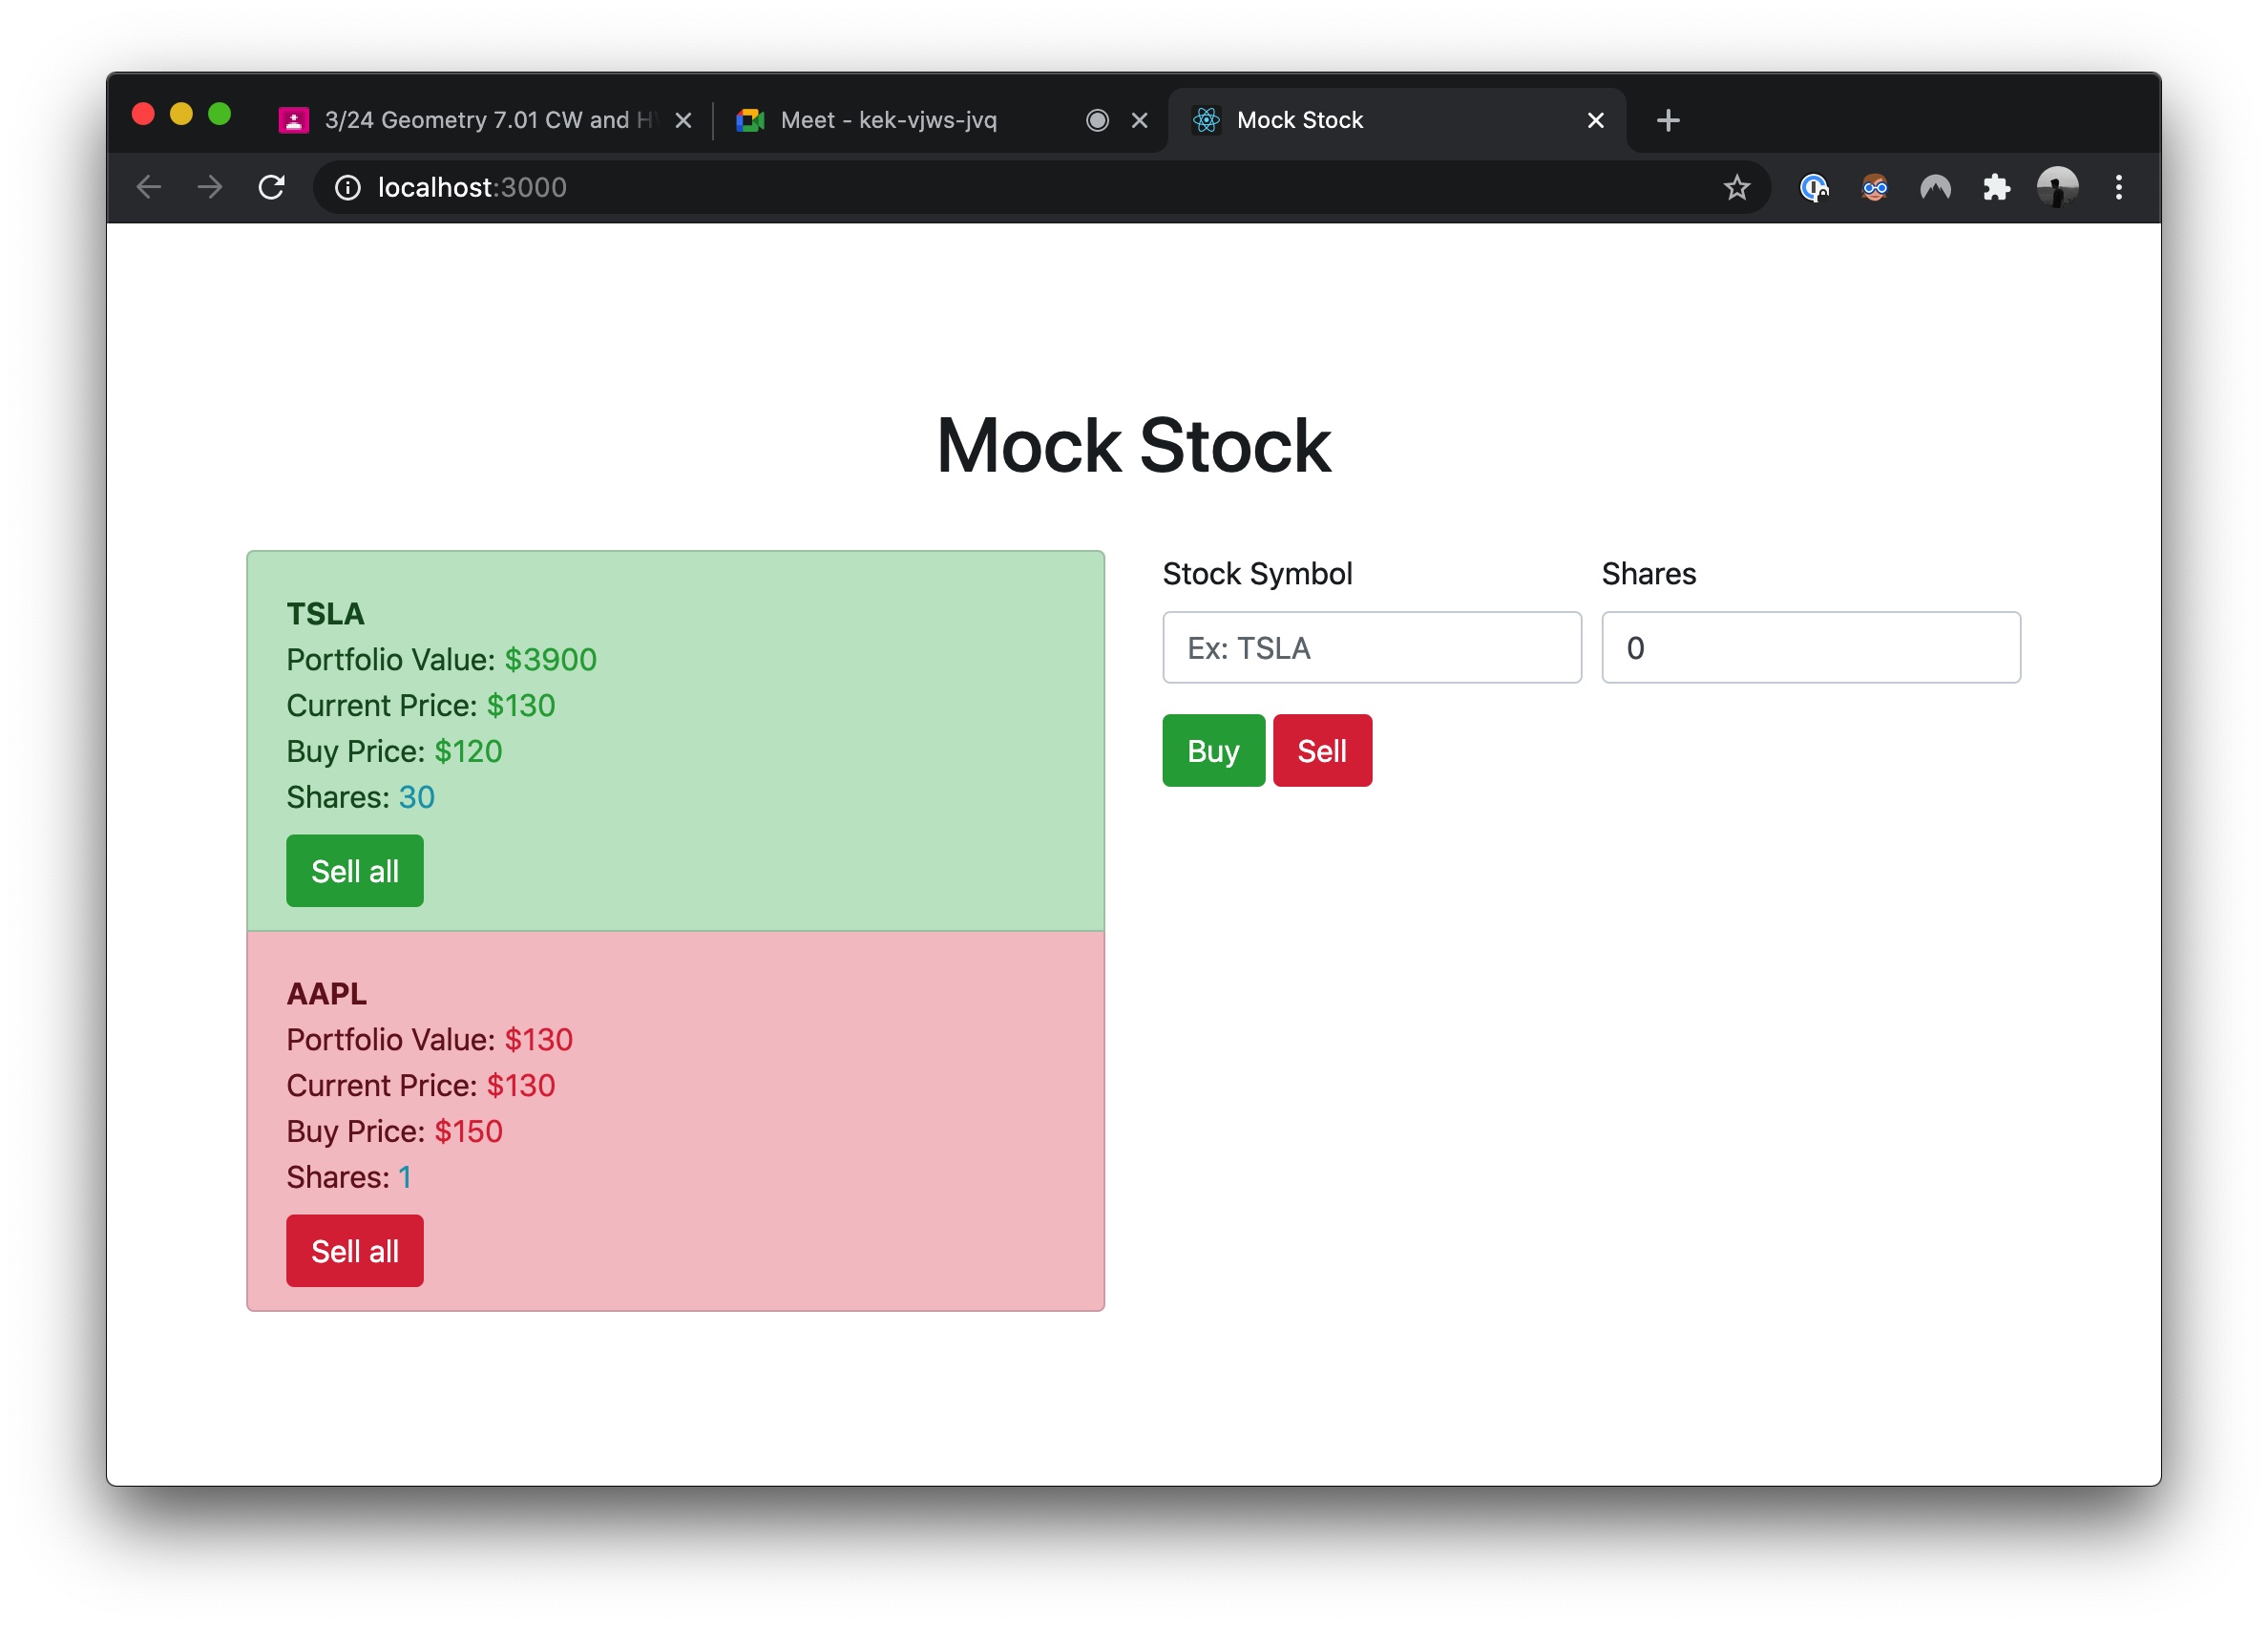 3/24 Geometry 7.01 CW and H
Meet - kek-vjws-jvq
Mock Stock
localhost:3000
Mock Stock
TSLA
Portfolio Value: $3900
Current Price: $130
Buy Price: $120
Shares: 30
Sell all
AAPL
Portfolio Value: $130
Current Price: $130
Buy Price: $150
Shares: 1
Sell all
Stock Symbol
Shares
Ex: TSLA
0
Buy
Sell